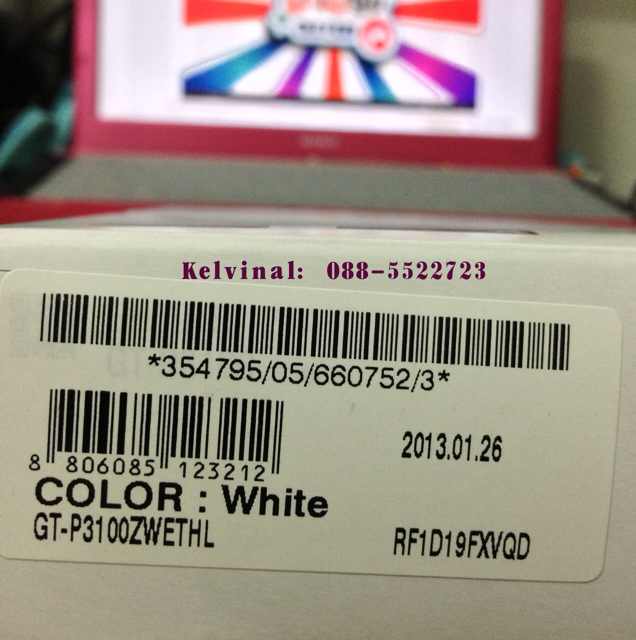 Kelvinal: 088-5522723
*354795/05/660752/3*
8 806085 123212
2013.01.26
COLOR : White
GT-P3100ZWETHL
RF1D19FXVQD